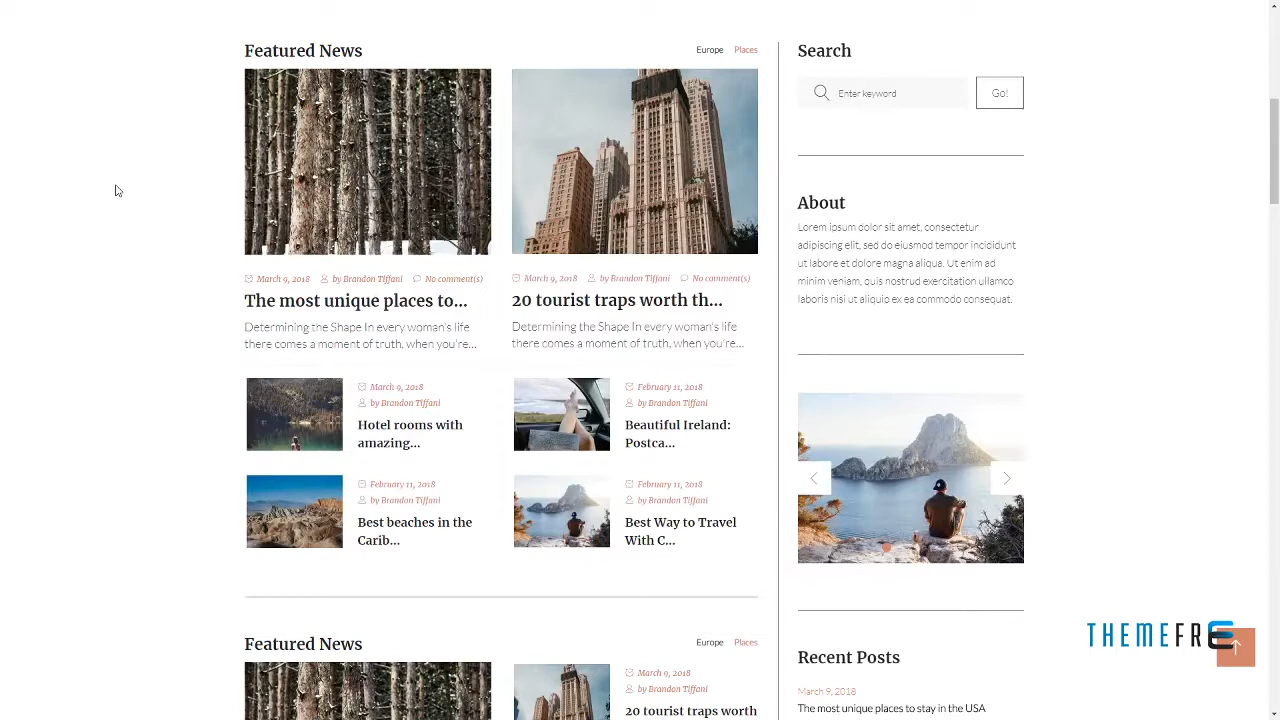 Featured News
Europe Places
March 9, 2018 by Brandon Tiffani No comment(s)
The most unique places to...
Determining the Shape In every woman's life
there comes a moment of truth, when you're...
March 9, 2018 by Brandon Tiffani No comment(s)
20 tourist traps worth th...
Determining the Shape In every woman's life
there comes a moment of truth, when you're...
March 9, 2018
by Brandon Tiffani
Hotel rooms with
amazing...
February 11, 2018
by Brandon Tiffani
Beautiful Ireland:
Postca...
February 11, 2018
by Brandon Tiffani
Best beaches in the
Carib...
February 11, 2018
by Brandon Tiffani
Best Way to Travel
With C...
Featured News
Europe Places
March 9, 2018
by Brandon Tiffani
20 tourist traps worth
Search
Enter keyword
Go!
About
Lorem ipsum dolor sit amet, consectetur
adipiscing elit, sed do eiusmod tempor incididunt
ut labore et dolore magna aliqua. Ut enim ad
minim veniam, quis nostrud exercitation ullamco
laboris nisi ut aliquip ex ea commodo consequat.
Recent Posts
March 9, 2018
The most unique places to stay in the USA
THEMEFRE